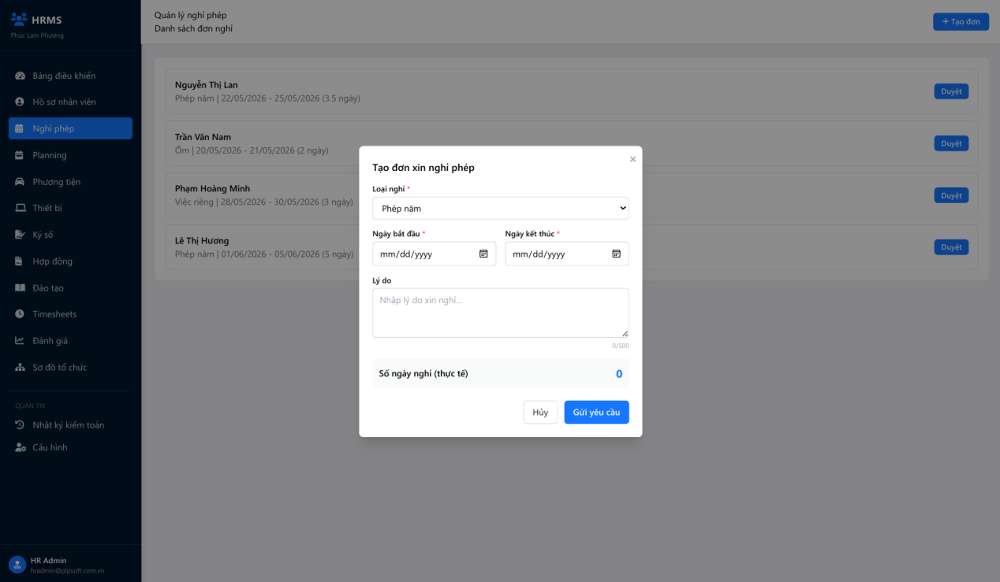 HRMS
Phúc Lam Phương
Bảng điều khiển
Hồ sơ nhân viên
Nghỉ phép
Planning
Phương tiện
Thiết bị
Ký số
Hợp đồng
Đào tạo
Timesheets
Đánh giá
Sơ đồ tổ chức
QUẢN TRỊ
Nhật ký kiểm toán
Cấu hình
HR Admin
hradmin@plpsoft.com.vn
Quản lý nghỉ phép
Danh sách đơn nghỉ
+ Tạo đơn
Nguyễn Thị Lan
Phép năm | 22/05/2026 - 25/05/2026 (3.5 ngày)
Duyệt
Trần Văn Nam
Ốm | 20/05/2026 - 21/05/2026 (2 ngày)
Duyệt
Phạm Hoàng Minh
Việc riêng | 28/05/2026 - 30/05/2026 (3 ngày)
Duyệt
Lê Thị Hương
Phép năm | 01/06/2026 - 05/06/2026 (5 ngày)
Duyệt
Tạo đơn xin nghỉ phép
×
Loại nghỉ *
Phép năm
Ngày bắt đầu * Ngày kết thúc *
mm/dd/yyyy mm/dd/yyyy
Lý do
Nhập lý do xin nghỉ...
0/500
Số ngày nghỉ (thực tế) 0
Hủy Gửi yêu cầu